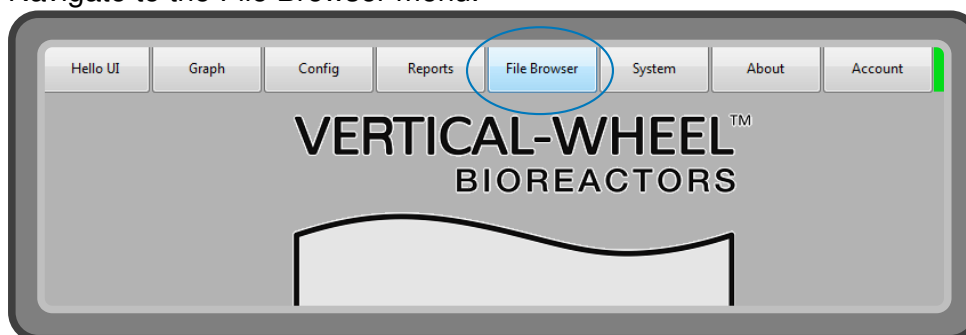 Navigate to the File Browser menu.
Hello UI Graph Config Reports File Browser System About Account
VERTICAL-WHEEL™
BIOREACTORS